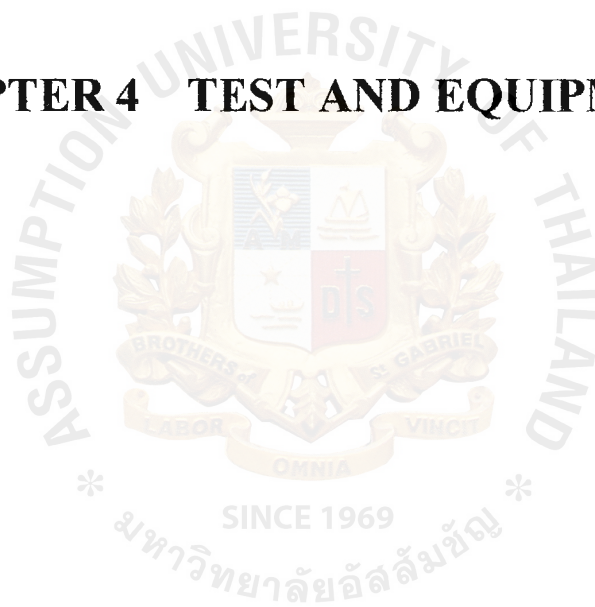 PTER 4 TEST AND EQUIPM
ASSUMPTION UNIVERSITY OF THAILAND
A M
D S
BROTHERS of St GABRIEL
LABOR OMNIA VINCIT
* SINCE 1969 *
มหาวิทยาลัยอัสสัมชัญ